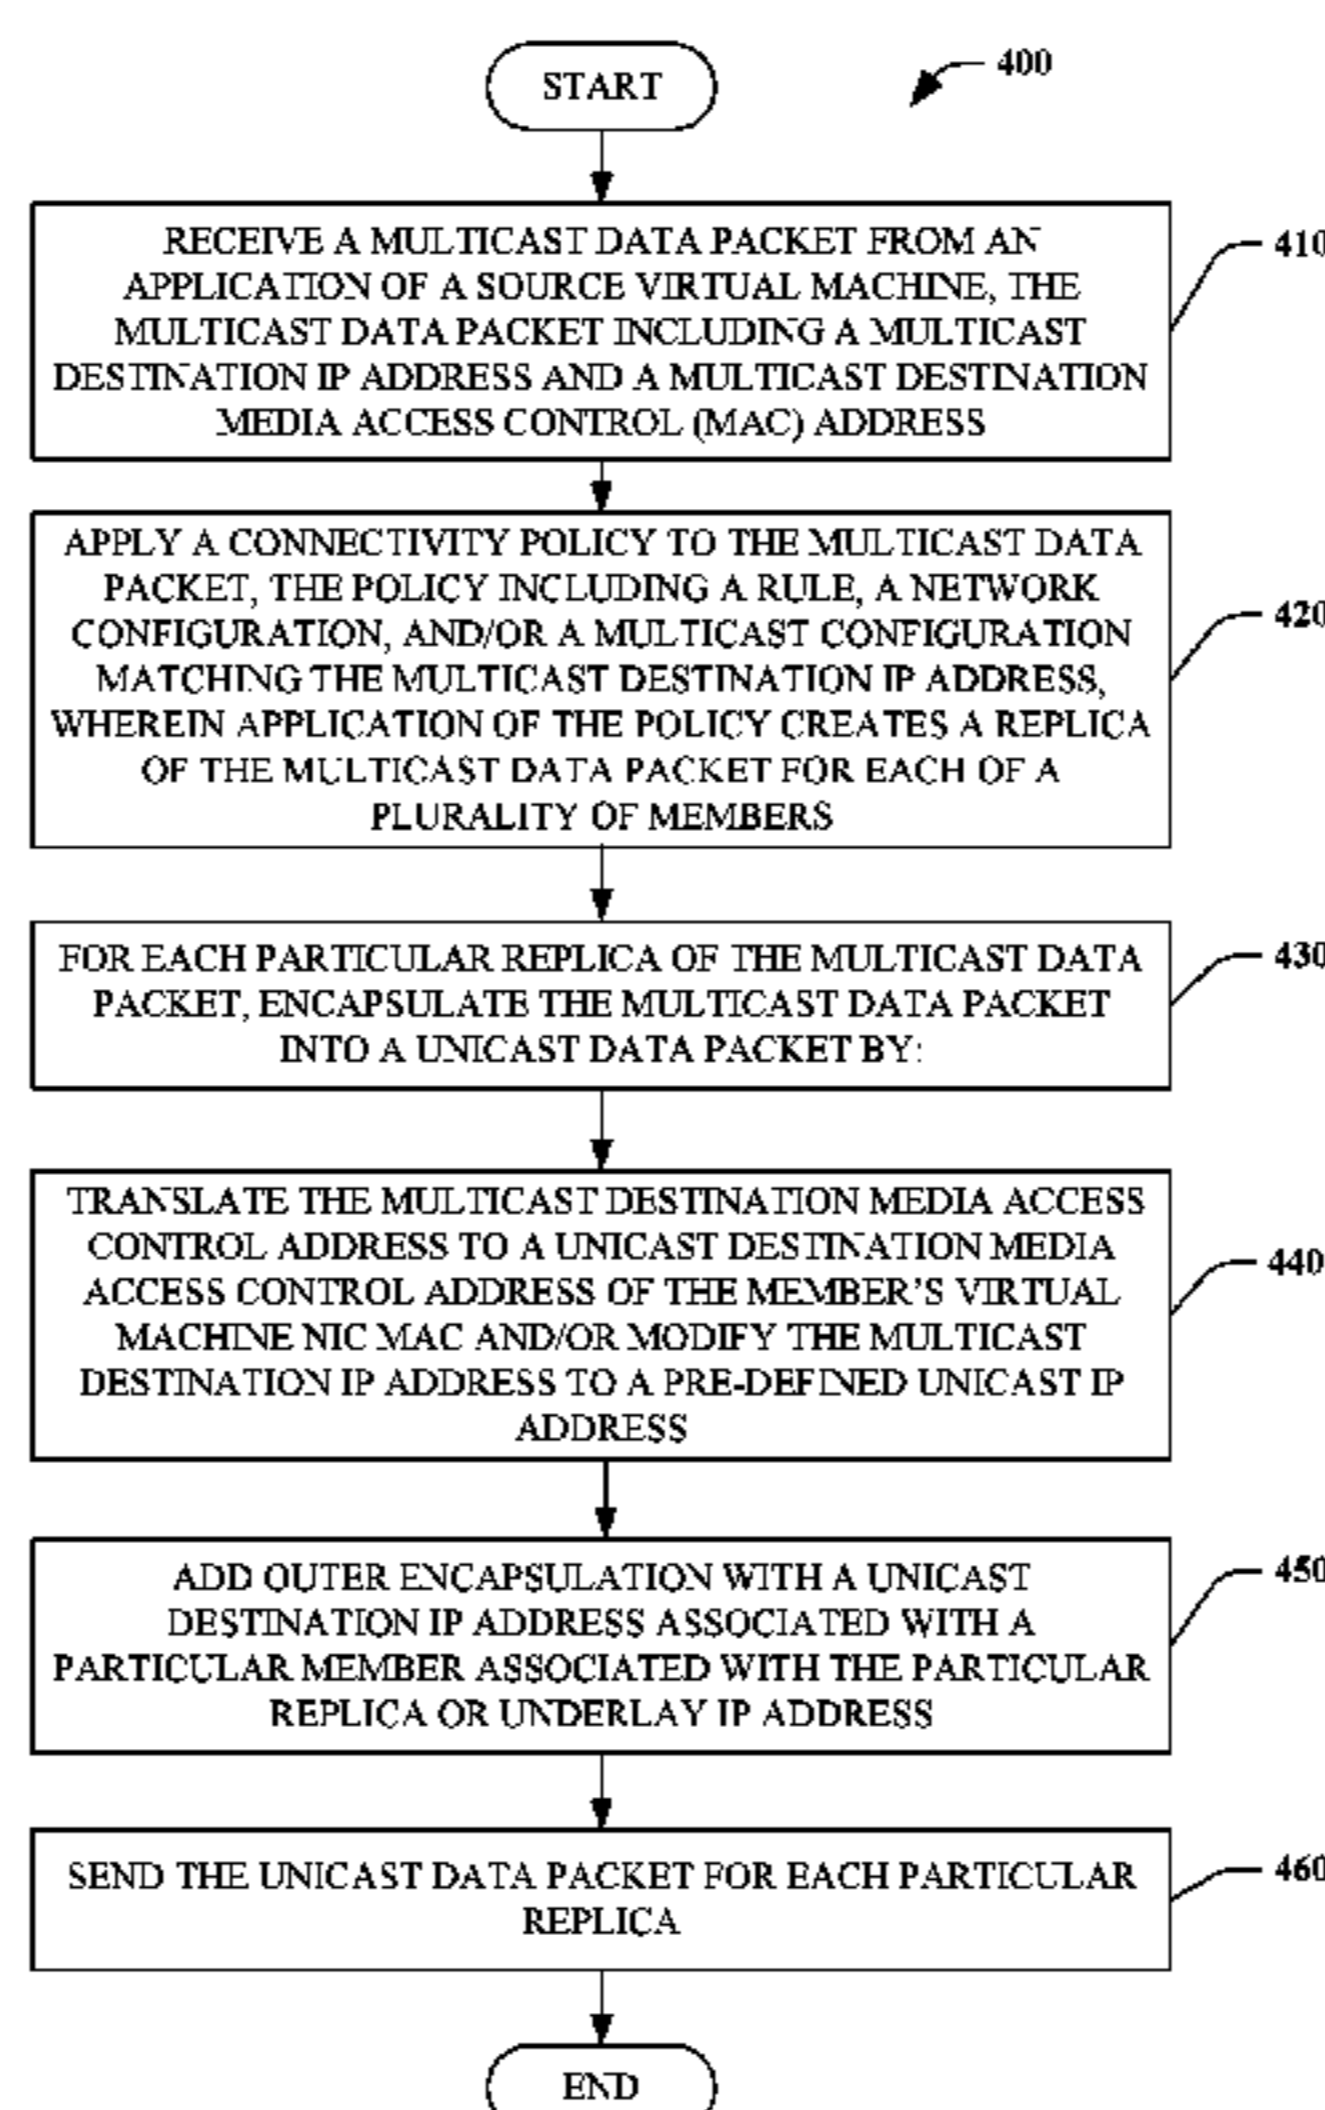 START
400
RECEIVE A MULTICAST DATA PACKET FROM AN
APPLICATION OF A SOURCE VIRTUAL MACHINE, THE
MULTICAST DATA PACKET INCLUDING A MULTICAST
DESTINATION IP ADDRESS AND A MULTICAST DESTINATION
MEDIA ACCESS CONTROL (MAC) ADDRESS
410
APPLY A CONNECTIVITY POLICY TO THE MULTICAST DATA
PACKET, THE POLICY INCLUDING A RULE, A NETWORK
CONFIGURATION, AND/OR A MULTICAST CONFIGURATION
MATCHING THE MULTICAST DESTINATION IP ADDRESS,
WHEREIN APPLICATION OF THE POLICY CREATES A REPLICA
OF THE MULTICAST DATA PACKET FOR EACH OF A
PLURALITY OF MEMBERS
420
FOR EACH PARTICULAR REPLICA OF THE MULTICAST DATA
PACKET, ENCAPSULATE THE MULTICAST DATA PACKET
INTO A UNICAST DATA PACKET BY:
430
TRANSLATE THE MULTICAST DESTINATION MEDIA ACCESS
CONTROL ADDRESS TO A UNICAST DESTINATION MEDIA
ACCESS CONTROL ADDRESS OF THE MEMBER'S VIRTUAL
MACHINE NIC MAC AND/OR MODIFY THE MULTICAST
DESTINATION IP ADDRESS TO A PRE-DEFINED UNICAST IP
ADDRESS
440
ADD OUTER ENCAPSULATION WITH A UNICAST
DESTINATION IP ADDRESS ASSOCIATED WITH A
PARTICULAR MEMBER ASSOCIATED WITH THE PARTICULAR
REPLICA OR UNDERLAY IP ADDRESS
450
SEND THE UNICAST DATA PACKET FOR EACH PARTICULAR
REPLICA
460
END